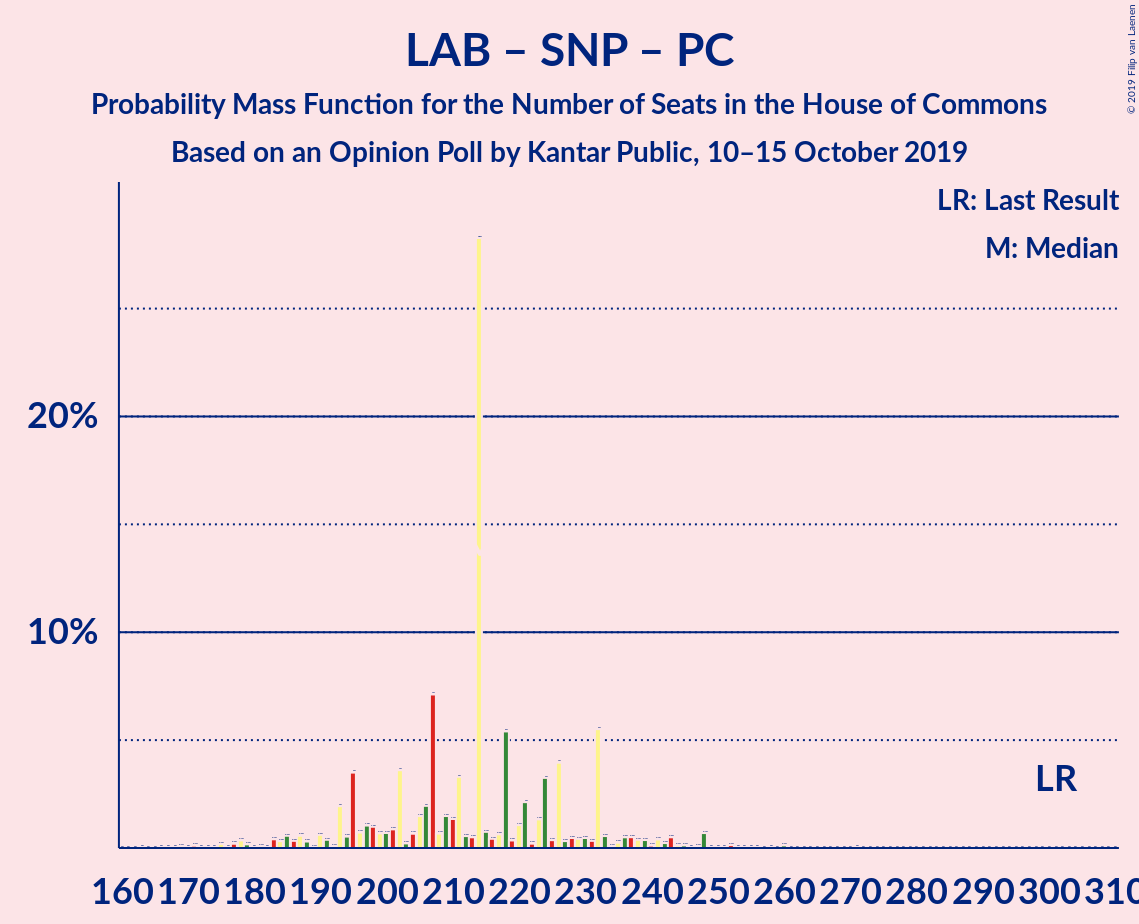 LAB – SNP – PC
Probability Mass Function for the Number of Seats in the House of Commons
Based on an Opinion Poll by Kantar Public, 10–15 October 2019
© 2019 Filip van Laenen
LR: Last Result
M: Median
20%
10%
LR
160 170 180 190 200 210 220 230 240 250 260 270 280 290 300 310